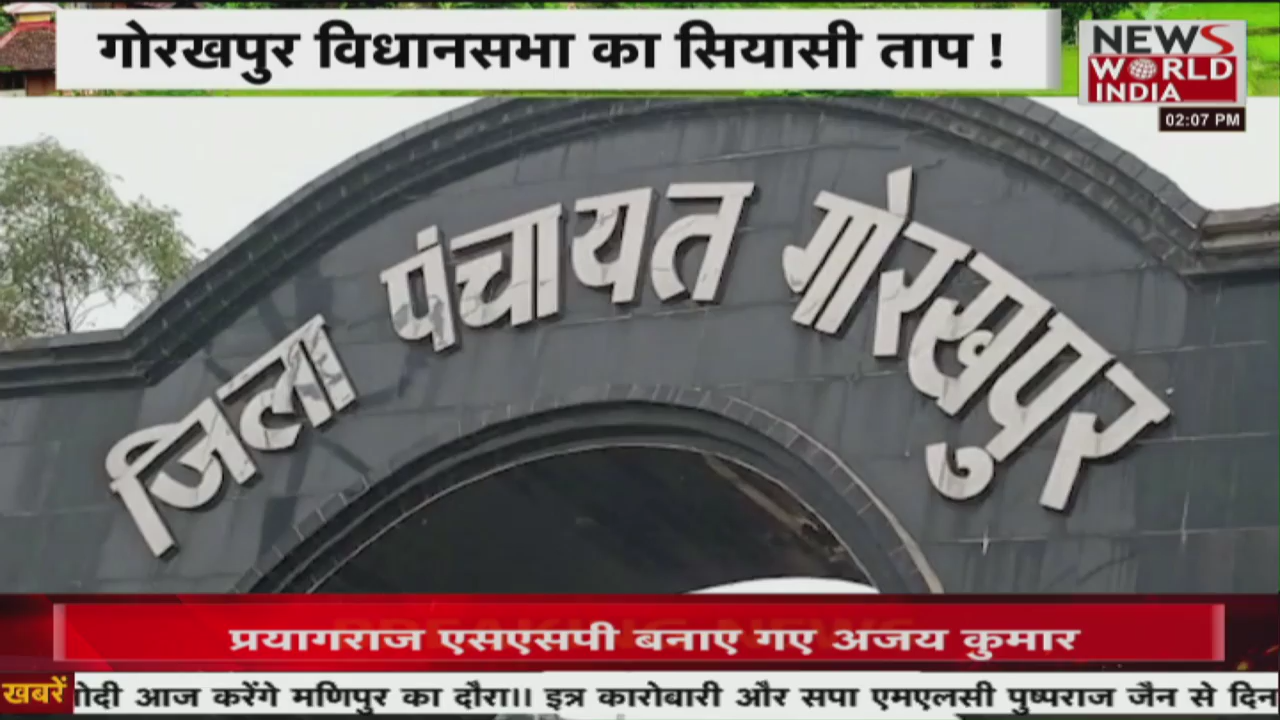 गोरखपुर विधानसभा का सियासी ताप !
NEWS
WORLD
INDIA
02:07 PM
जिला पंचायत गोरखपुर
प्रयागराज एसएसपी बनाए गए अजय कुमार
खबरें
आज करेंगे मणिपुर का दौरा।। इत्र कारोबारी और सपा एमएलसी पुष्पराज जैन से दिन